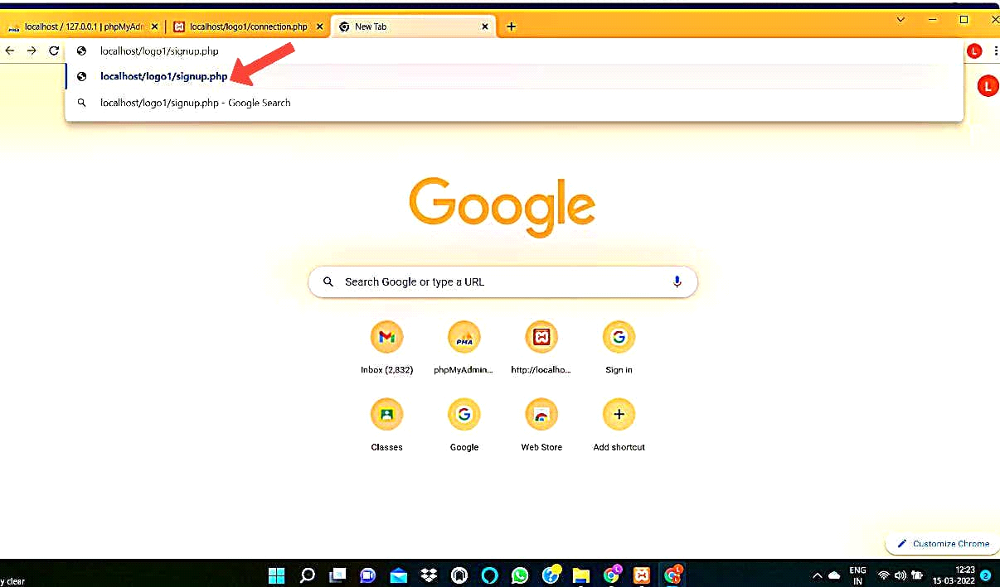 localhost / 127.0.0.1 | phpMyAdr
localhost/logo1/connection.php
New Tab
localhost/logo1/signup.php
L
localhost/logo1/signup.php
L
localhost/logo1/signup.php - Google Search
Google
Search Google or type a URL
PMA
Inbox (2,832)
phpMyAdmin...
http://localho...
Sign in
Classes
Google
Web Store
Add shortcut
Customize Chrome
y clear
ENG
IN
12:23
15-03-2022
2